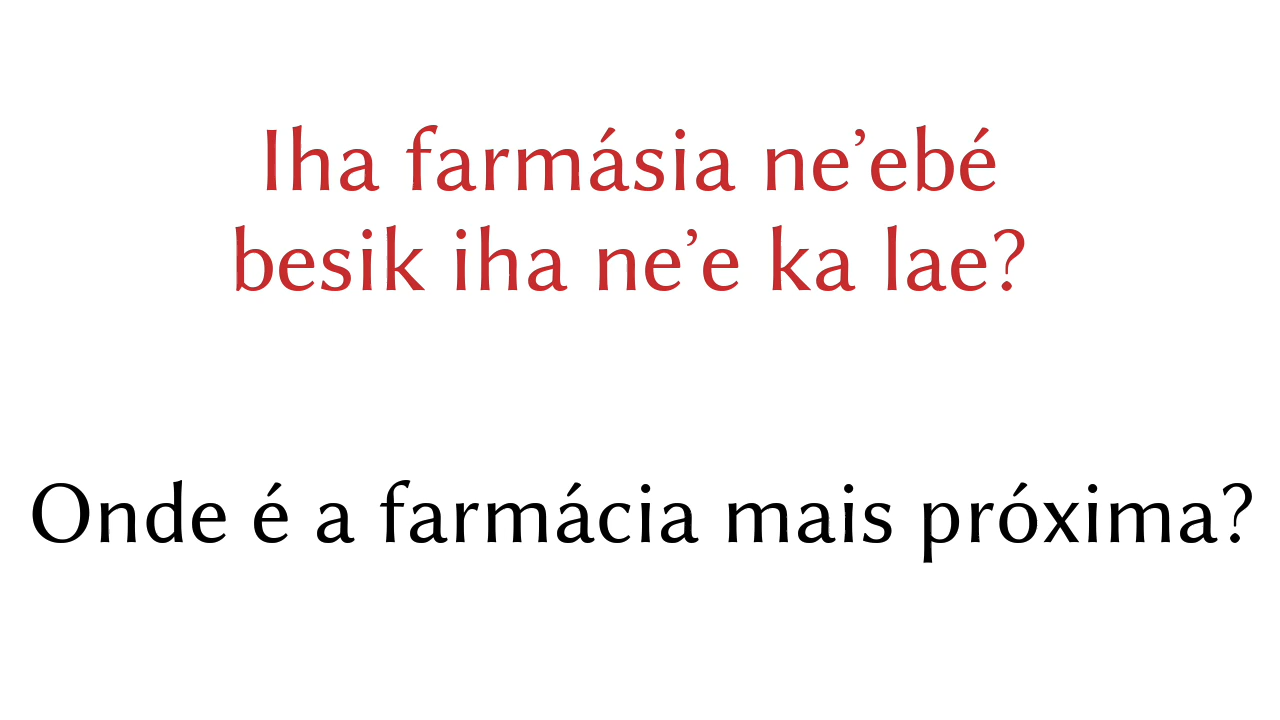 Iha farmásia ne’ebé
besik iha ne’e ka lae?
Onde é a farmácia mais próxima?